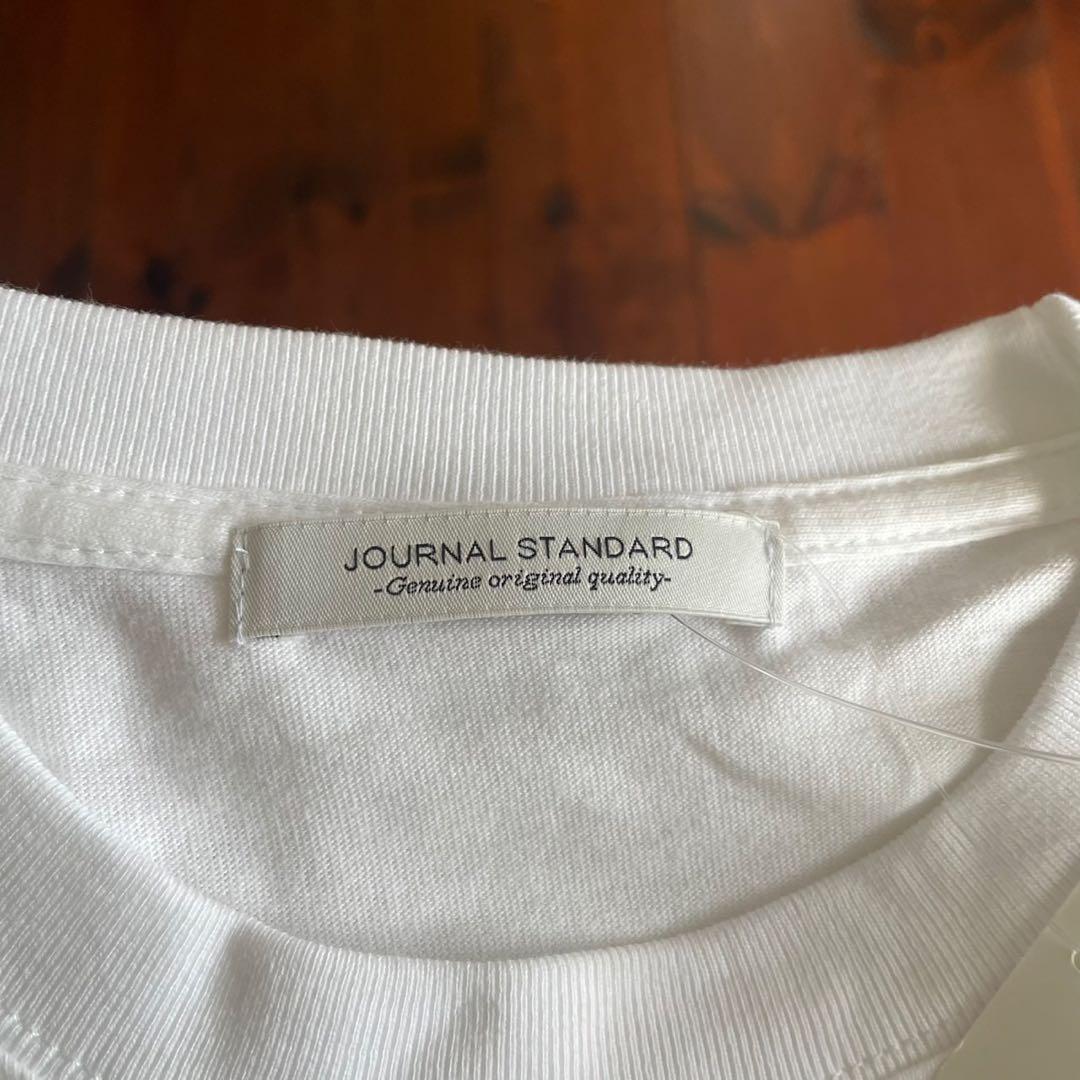 JOURNAL STANDARD
-Genuine original quality-